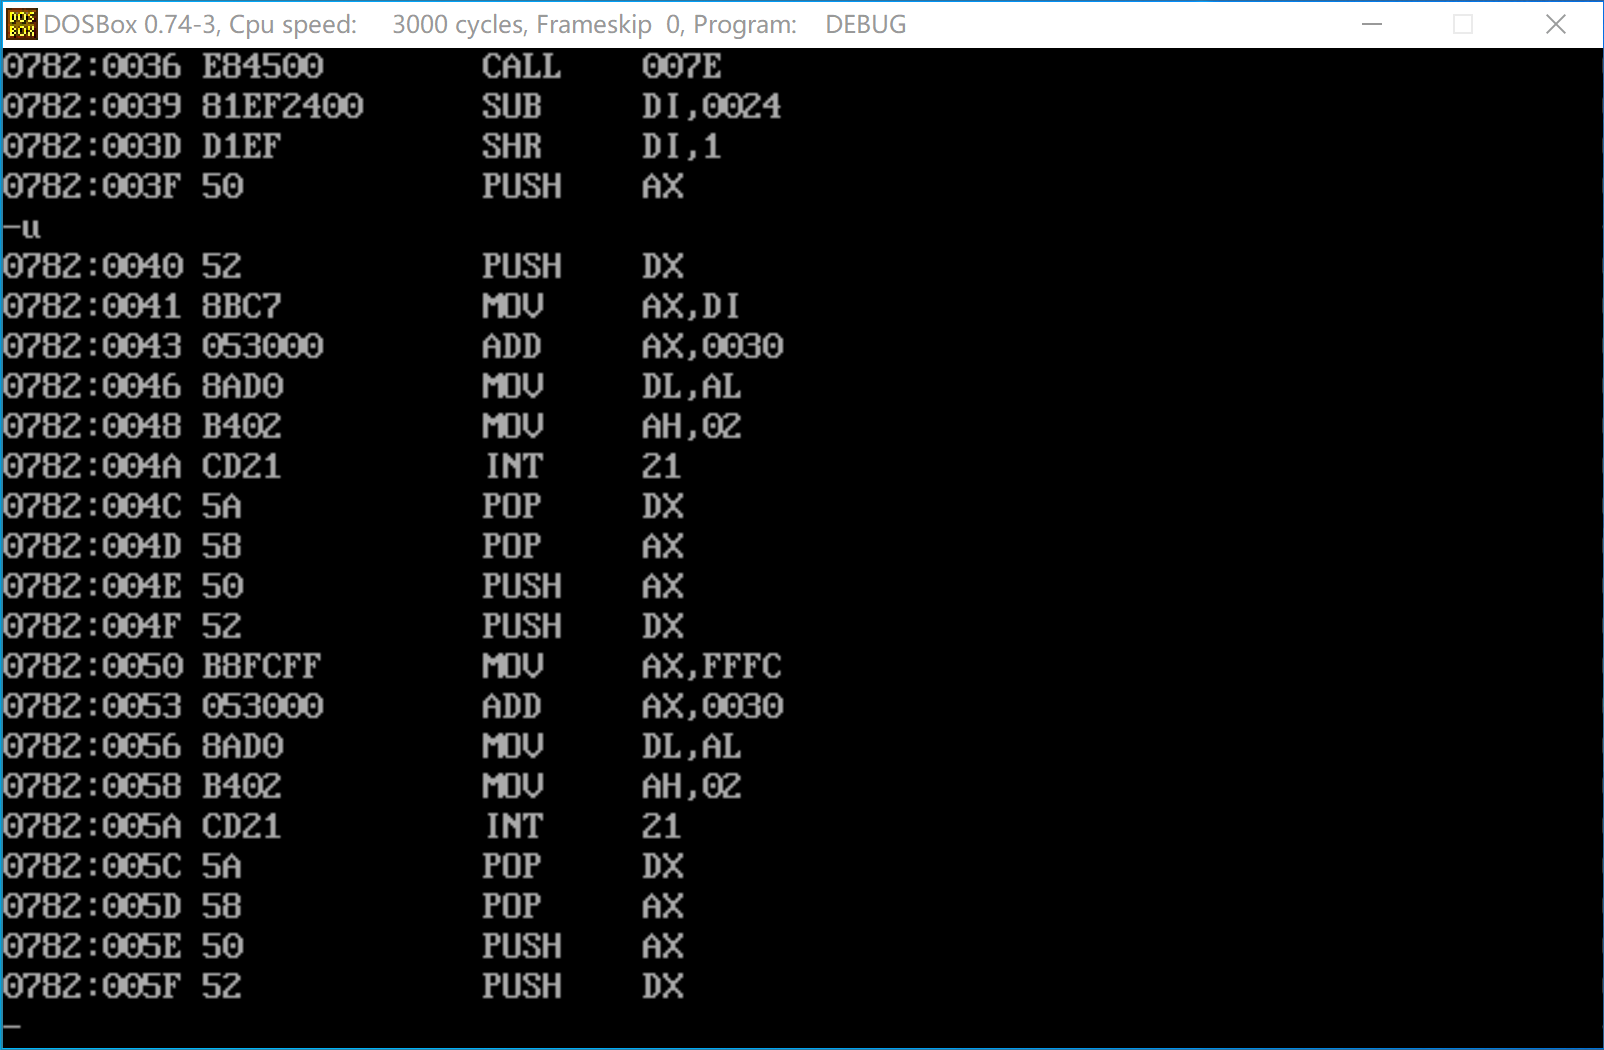 DOS BOX DOSBox 0.74-3, Cpu speed: 3000 cycles, Frameskip 0, Program: DEBUG
0782:0036 E84500 CALL 007E
0782:0039 81EF2400 SUB DI,0024
0782:003D D1EF SHR DI,1
0782:003F 50 PUSH AX
-u
0782:0040 52 PUSH DX
0782:0041 8BC7 MOV AX,DI
0782:0043 053000 ADD AX,0030
0782:0046 8AD0 MOV DL,AL
0782:0048 B402 MOV AH,02
0782:004A CD21 INT 21
0782:004C 5A POP DX
0782:004D 58 POP AX
0782:004E 50 PUSH AX
0782:004F 52 PUSH DX
0782:0050 B8FCFF MOV AX,FFFC
0782:0053 053000 ADD AX,0030
0782:0056 8AD0 MOV DL,AL
0782:0058 B402 MOV AH,02
0782:005A CD21 INT 21
0782:005C 5A POP DX
0782:005D 58 POP AX
0782:005E 50 PUSH AX
0782:005F 52 PUSH DX
_